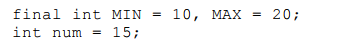 final int MIN = 10, MAX = 20;
int num = 15;